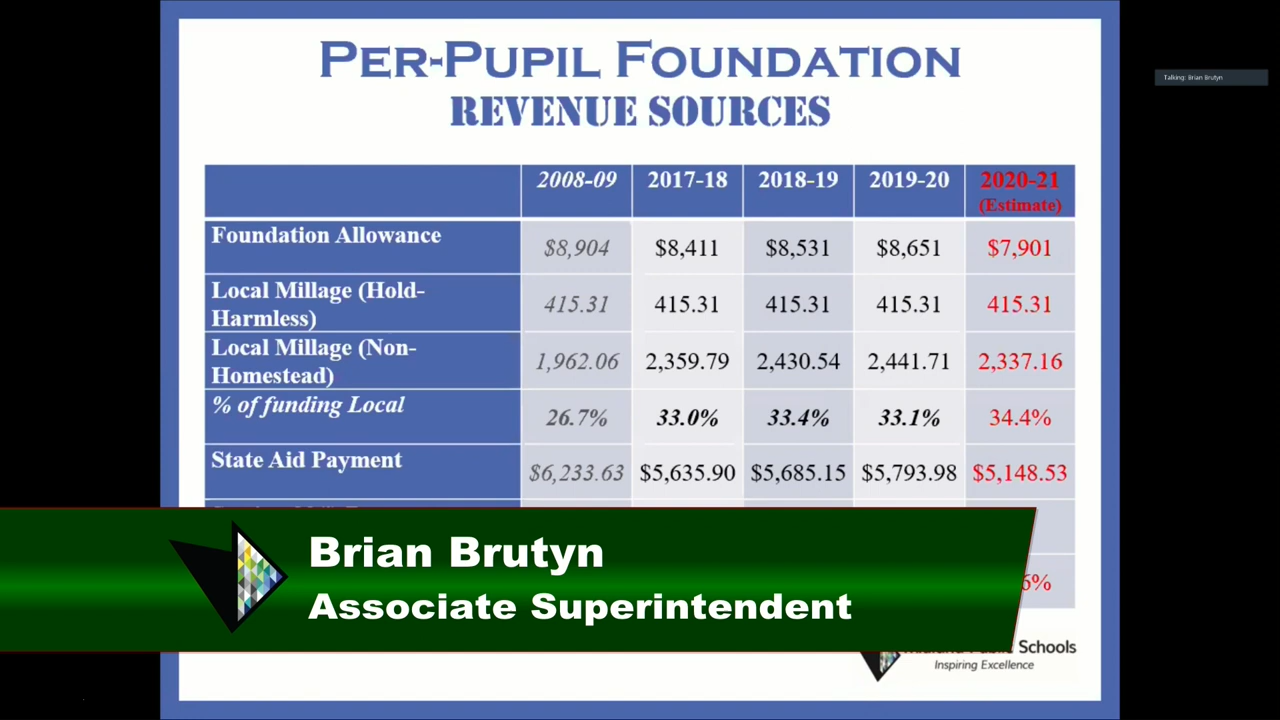 PER-PUPIL FOUNDATION
REVENUE SOURCES
Talking: Brian Brutyn
2008-09 2017-18 2018-19 2019-20 2020-21
(Estimate)
Foundation Allowance $8,904 $8,411 $8,531 $8,651 $7,901
Local Millage (Hold-
Harmless) 415.31 415.31 415.31 415.31 415.31
Local Millage (Non-
Homestead) 1,962.06 2,359.79 2,430.54 2,441.71 2,337.16
% of funding Local 26.7% 33.0% 33.4% 33.1% 34.4%
State Aid Payment $6,233.63 $5,635.90 $5,685.15 $5,793.98 $5,148.53
Brian Brutyn
Associate Superintendent
6%
Schools
Inspiring Excellence